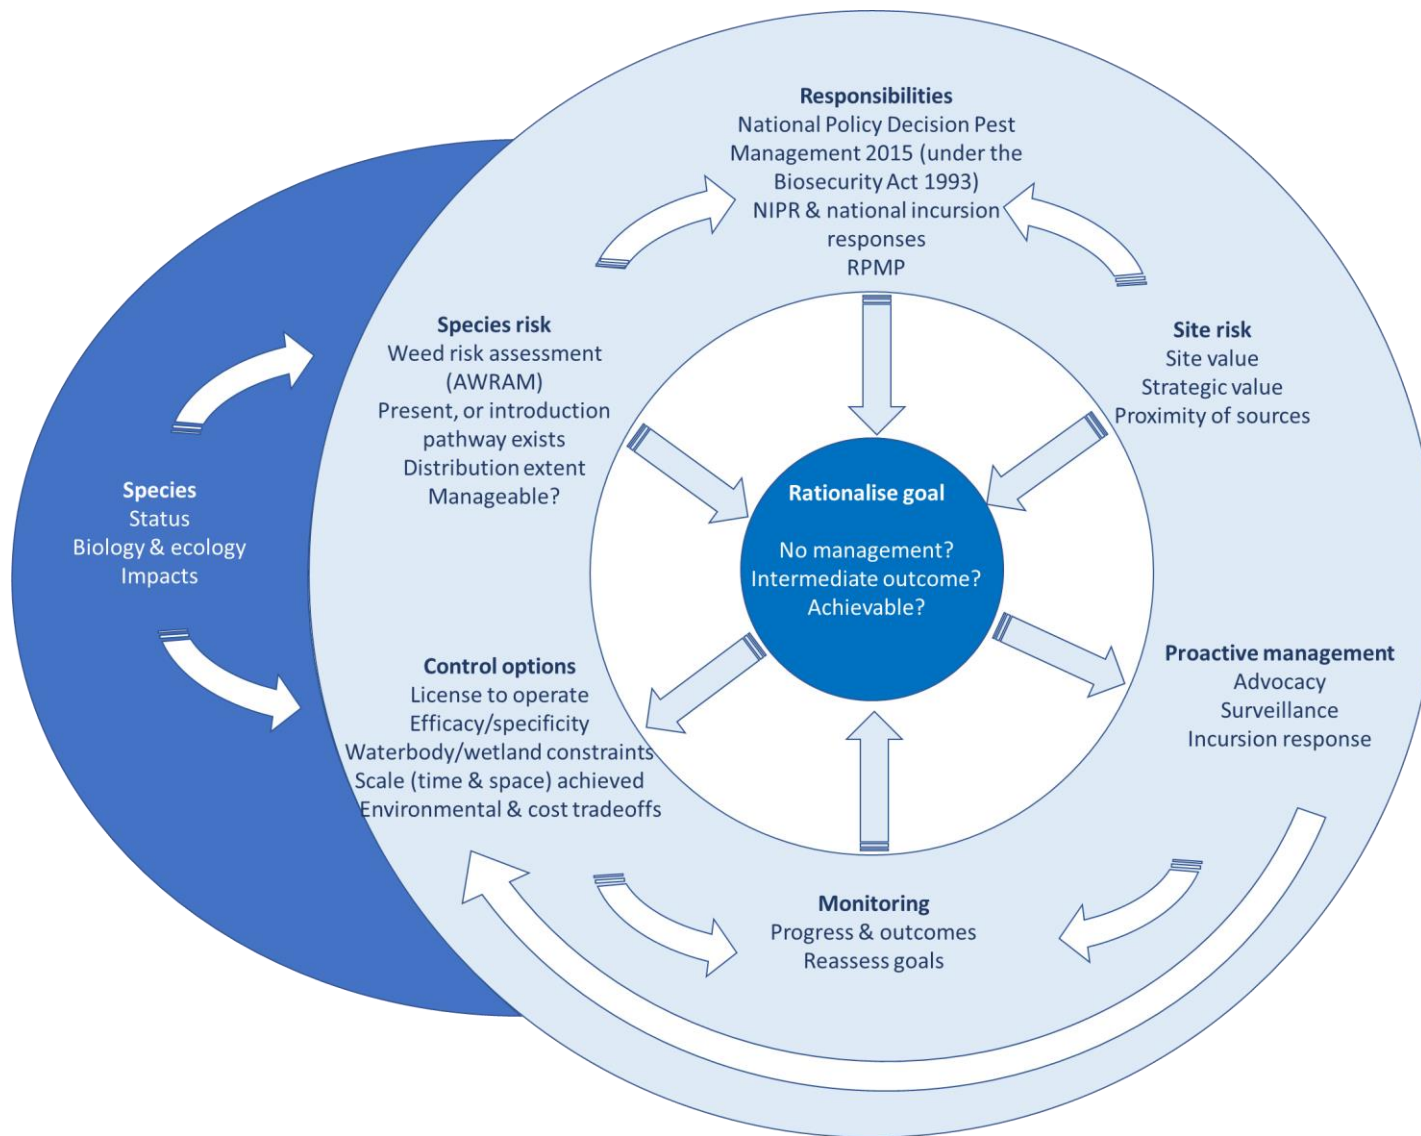 Responsibilities
National Policy Decision Pest
Management 2015 (under the
Biosecurity Act 1993)
NIPR & national incursion
responses
RPMP
Species risk
Weed risk assessment
(AWRAM)
Present, or introduction
pathway exists
Distribution extent
Manageable?
Site risk
Site value
Strategic value
Proximity of sources
Species
Status
Biology & ecology
Impacts
Rationalise goal
No management?
Intermediate outcome?
Achievable?
Control options
License to operate
Efficacy/specificity
Waterbody/wetland constraints
Scale (time & space) achieved
Environmental & cost tradeoffs
Proactive management
Advocacy
Surveillance
Incursion response
Monitoring
Progress & outcomes
Reassess goals